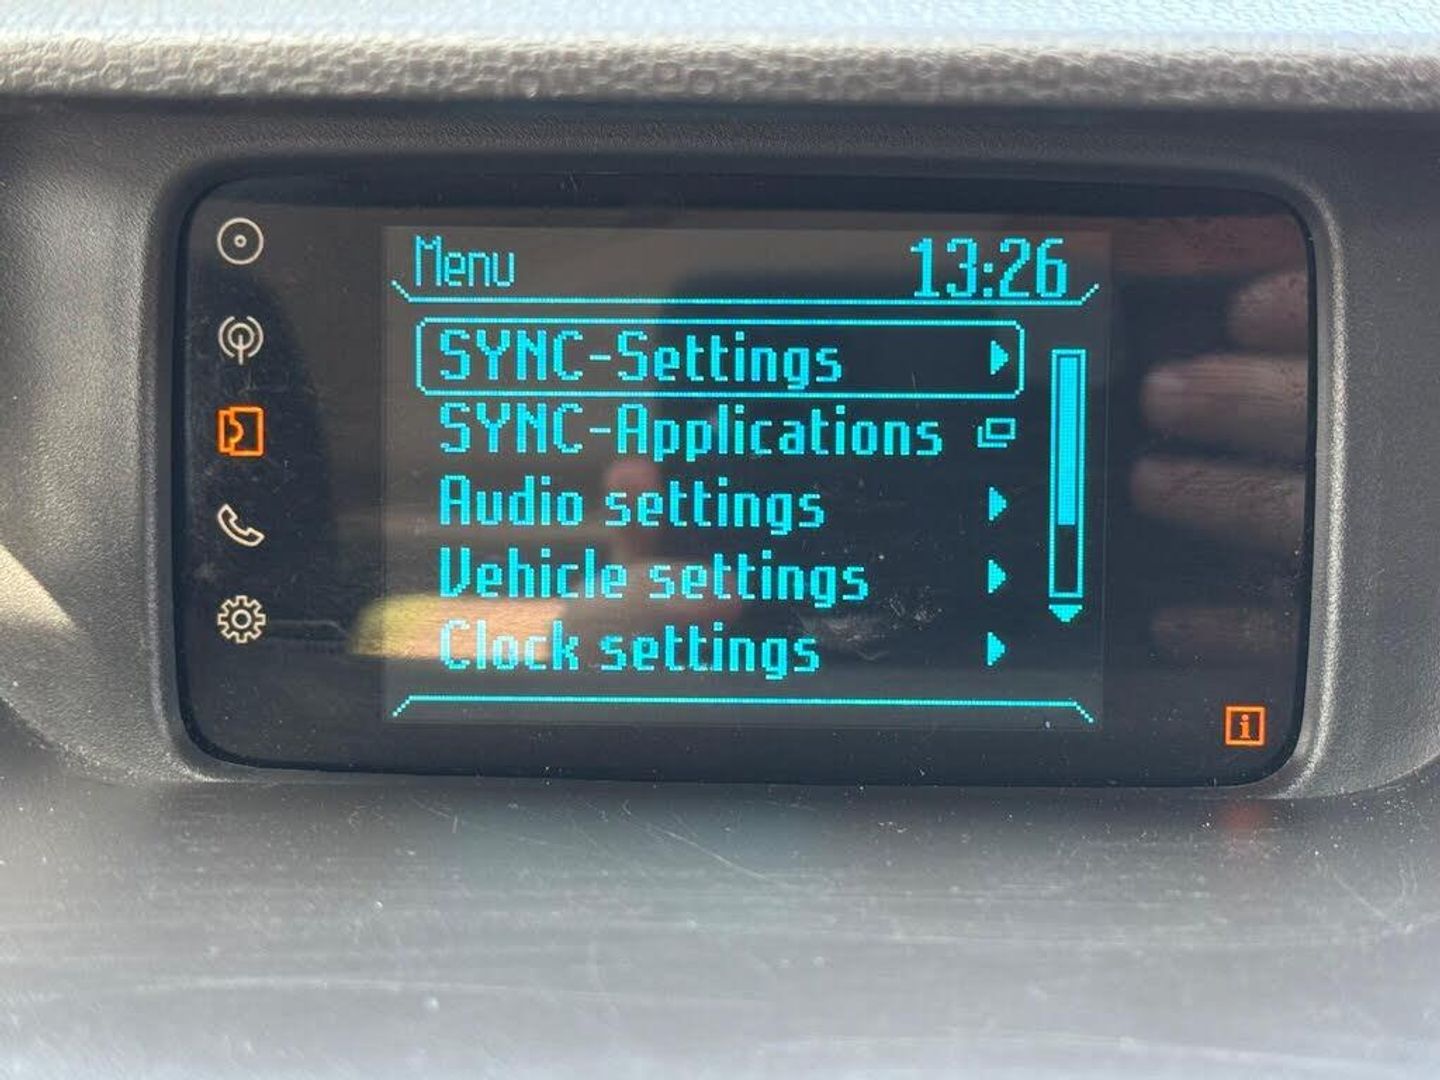 Menu 13:26
SYNC-Settings
SYNC-Applications
Audio settings
Vehicle settings
Clock settings
i